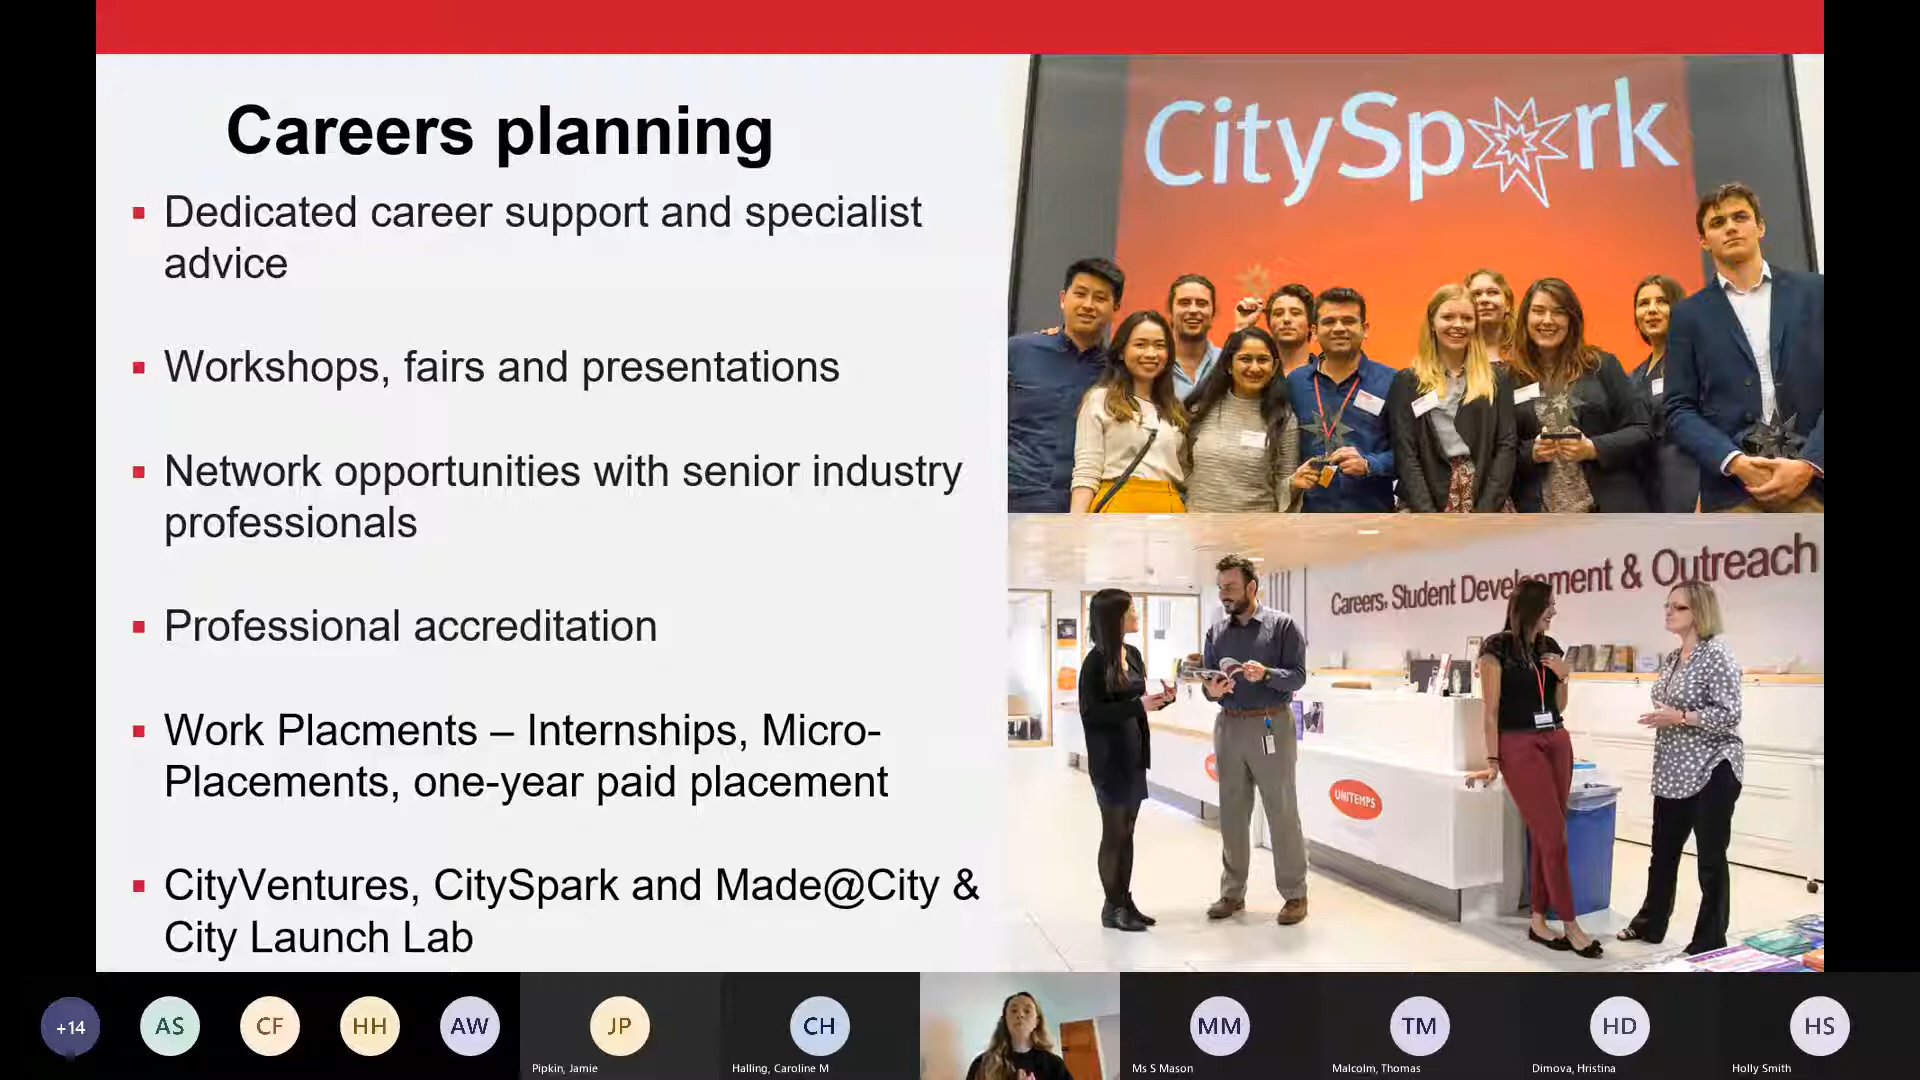 Careers planning
Dedicated career support and specialist
advice
Workshops, fairs and presentations
Network opportunities with senior industry
professionals
Professional accreditation
Work Placments – Internships, Micro-
Placements, one-year paid placement
CityVentures, CitySpark and Made@City &
City Launch Lab
CitySpark
Careers, Student Development & Outreach
UNITEMPS
+14
AS
CF
HH
AW
JP
Pipkin, Jamie
CH
Halling, Caroline M
MM
Ms S Mason
TM
Malcolm, Thomas
HD
Dimova, Hristina
HS
Holly Smith